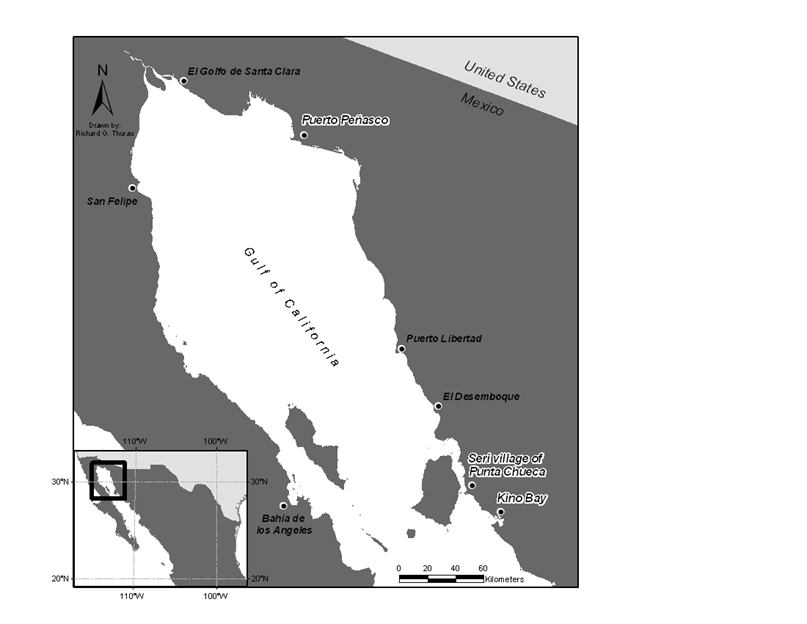 United States
Mexico
N
Drawn by:
Richard G. Thurau
El Golfo de Santa Clara
Puerto Peñasco
San Felipe
Gulf of California
Puerto Libertad
El Desemboque
Seri village of
Punta Chueca
Kino Bay
Bahia de
los Angeles
110°W
100°W
30°N
30°N
20°N
20°N
110°W
100°W
0 20 40 60
Kilometers